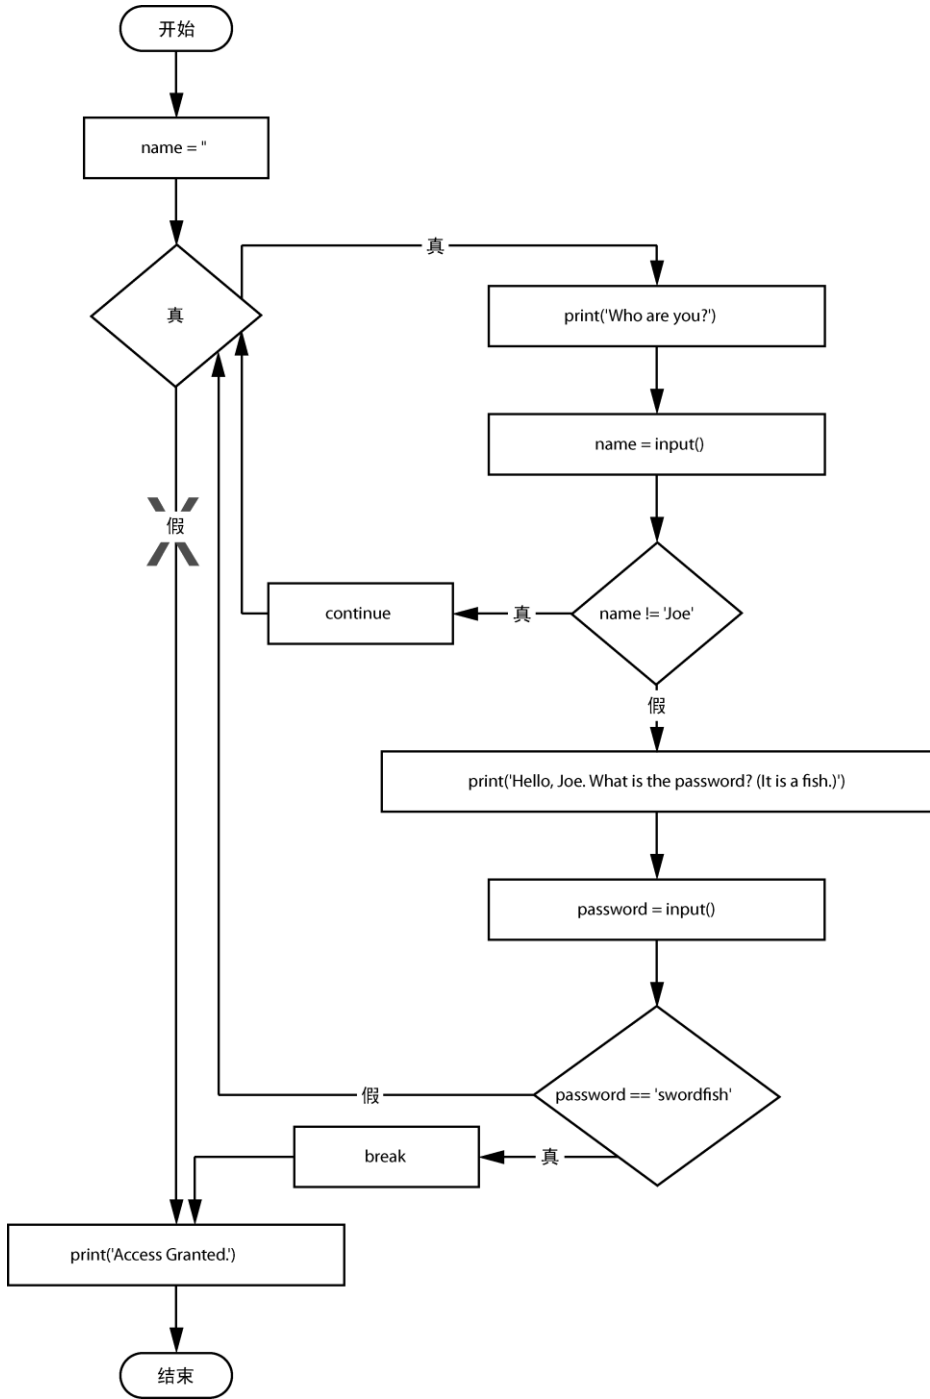 开始
name = "
真
真
print('Who are you?')
name = input()
假
continue
真
name != 'Joe'
假
print('Hello, Joe. What is the password? (It is a fish.)')
password = input()
假
password == 'swordfish'
break
真
print('Access Granted.')
结束